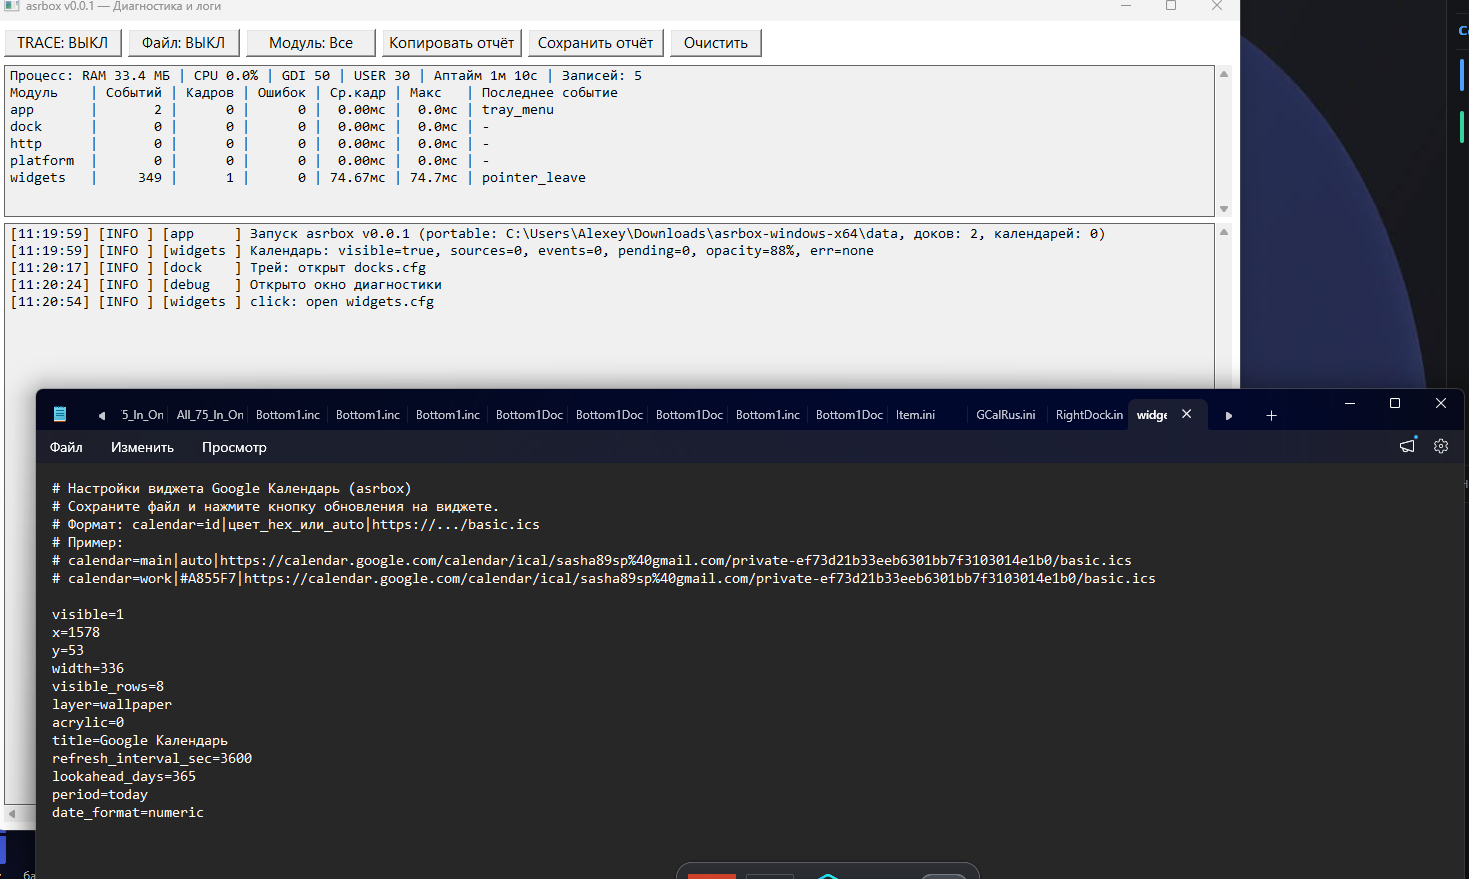 asrbox v0.0.1 — Диагностика и логи
TRACE: ВЫКЛ Файл: ВЫКЛ Модуль: Все Копировать отчёт Сохранить отчёт Очистить
Процесс: RAM 33.4 МБ | CPU 0.0% | GDI 50 | USER 30 | Аптайм 1м 10с | Записей: 5
Модуль | Событий | Кадров | Ошибок | Ср.кадр | Макс | Последнее событие
app | 2 | 0 | 0 | 0.00мс | 0.0мс | tray_menu
dock | 0 | 0 | 0 | 0.00мс | 0.0мс | -
http | 0 | 0 | 0 | 0.00мс | 0.0мс | -
platform | 0 | 0 | 0 | 0.00мс | 0.0мс | -
widgets | 349 | 1 | 0 | 74.67мс | 74.7мс | pointer_leave
[11:19:59] [INFO ] [app ] Запуск asrbox v0.0.1 (portable: C:\Users\Alexey\Downloads\asrbox-windows-x64\data, доков: 2, календарей: 0)
[11:19:59] [INFO ] [widgets ] Календарь: visible=true, sources=0, events=0, pending=0, opacity=88%, err=none
[11:20:17] [INFO ] [dock ] Трей: открыт docks.cfg
[11:20:24] [INFO ] [debug ] Открыто окно диагностики
[11:20:54] [INFO ] [widgets ] click: open widgets.cfg
5_In_On All_75_In_On Bottom1.inc Bottom1.inc Bottom1.inc Bottom1Doc Bottom1Doc Bottom1Doc Bottom1.inc Bottom1Doc Item.ini GCalRus.ini RightDock.in widge
Файл Изменить Просмотр
# Настройки виджета Google Календарь (asrbox)
# Сохраните файл и нажмите кнопку обновления на виджете.
# Формат: calendar=id|цвет_hex_или_auto|https://.../basic.ics
# Пример:
# calendar=main|auto|https://calendar.google.com/calendar/ical/sasha89sp%40gmail.com/private-ef73d21b33eeb6301bb7f3103014e1b0/basic.ics
# calendar=work|#A855F7|https://calendar.google.com/calendar/ical/sasha89sp%40gmail.com/private-ef73d21b33eeb6301bb7f3103014e1b0/basic.ics
visible=1
x=1578
y=53
width=336
visible_rows=8
layer=wallpaper
acrylic=0
title=Google Календарь
refresh_interval_sec=3600
lookahead_days=365
period=today
date_format=numeric